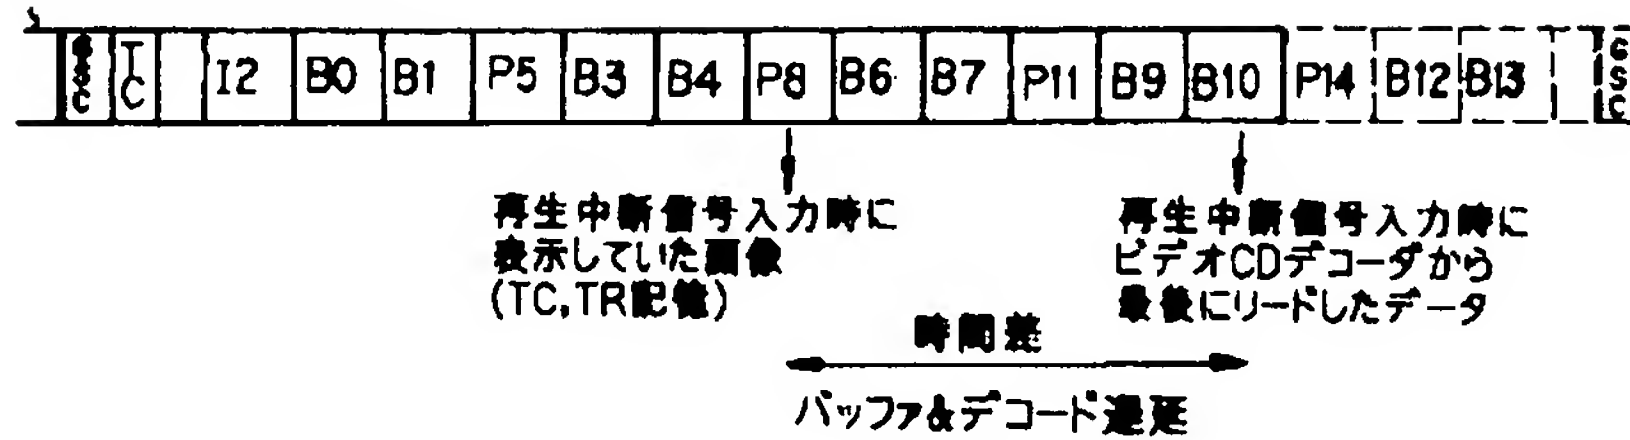 GSC TC I2 B0 B1 P5 B3 B4 P8 B6 B7 P11 B9 B10 P14 B12 B13 GSC
再生中断信号入力時に
表示していた画像
(TC,TR記憶)
再生中断信号入力時に
ビデオCDデコーダから
最後にリードしたデータ
時間差
バッファ&デコード遅延